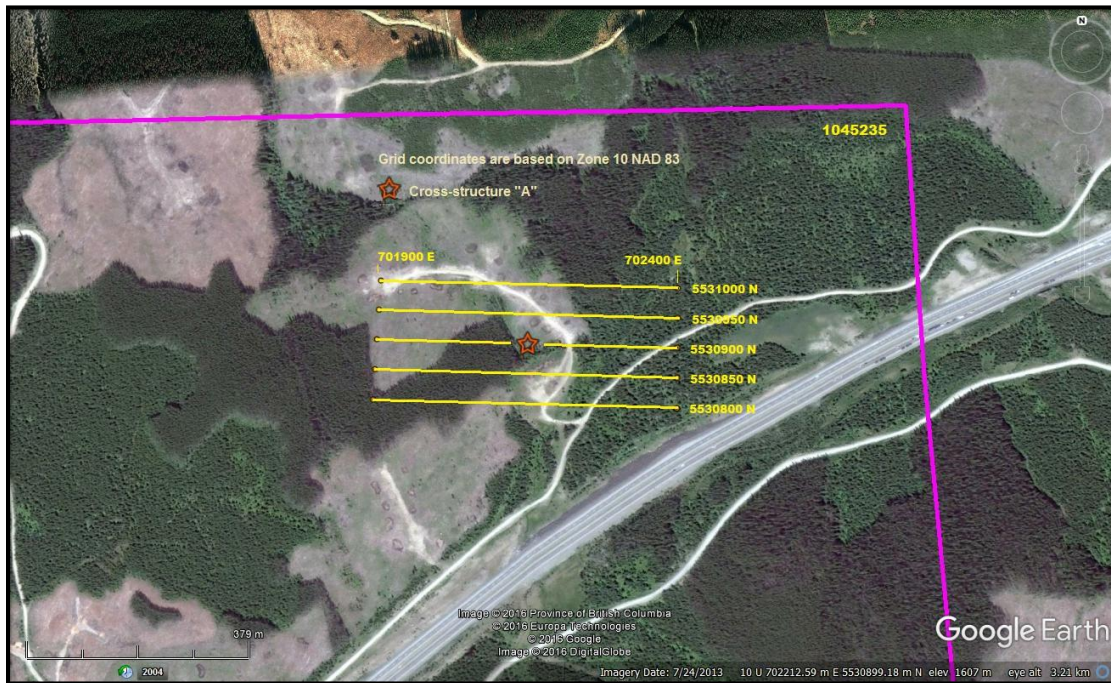 N
1045235
Grid coordinates are based on Zone 10 NAD 83
Cross-structure "A"
701900 E
702400 E
5531000 N
5530950 N
5530900 N
5530850 N
5530800 N
Image © 2016 Province of British Columbia
© 2016 Europa Technologies
© 2016 Google
Image © 2016 DigitalGlobe
Google Earth
379 m
2004
Imagery Date: 7/24/2013 10 U 702212.59 m E 5530899.18 m N elev 1607 m eye alt 3.21 km